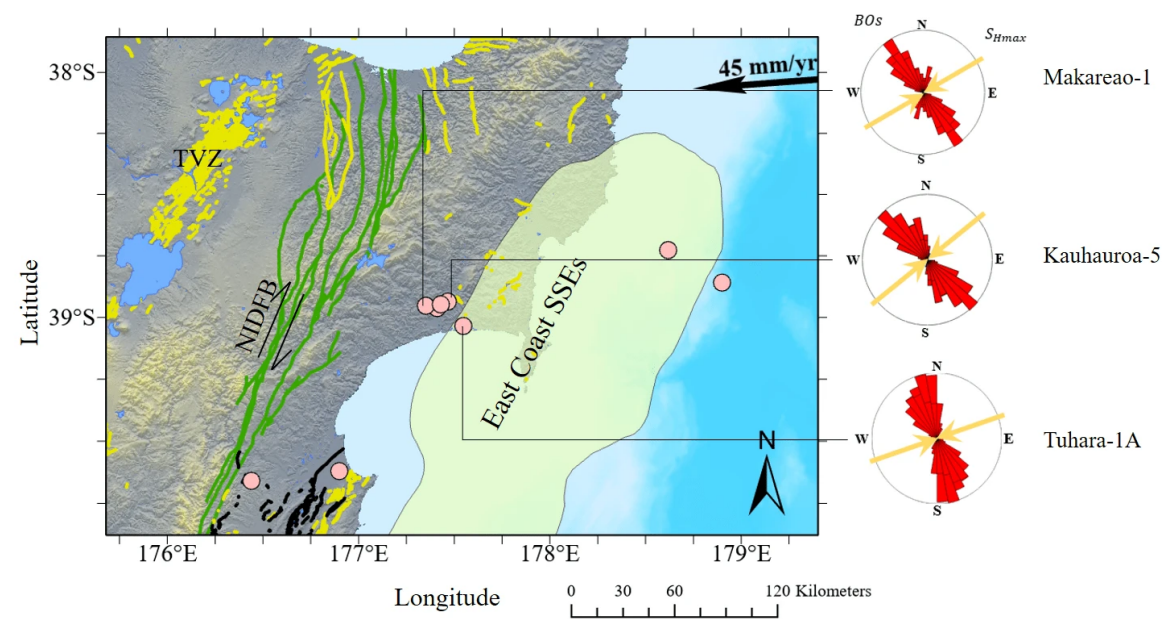 BOs
N
S_Hmax
W
E
S
Makareao-1
38°S
45 mm/yr
TVZ
N
W
E
S
Kauhauroa-5
Latitude
39°S
NIDFB
East Coast SSEs
N
W
E
S
Tuhara-1A
N
176°E
177°E
178°E
179°E
Longitude
0 30 60 120 Kilometers